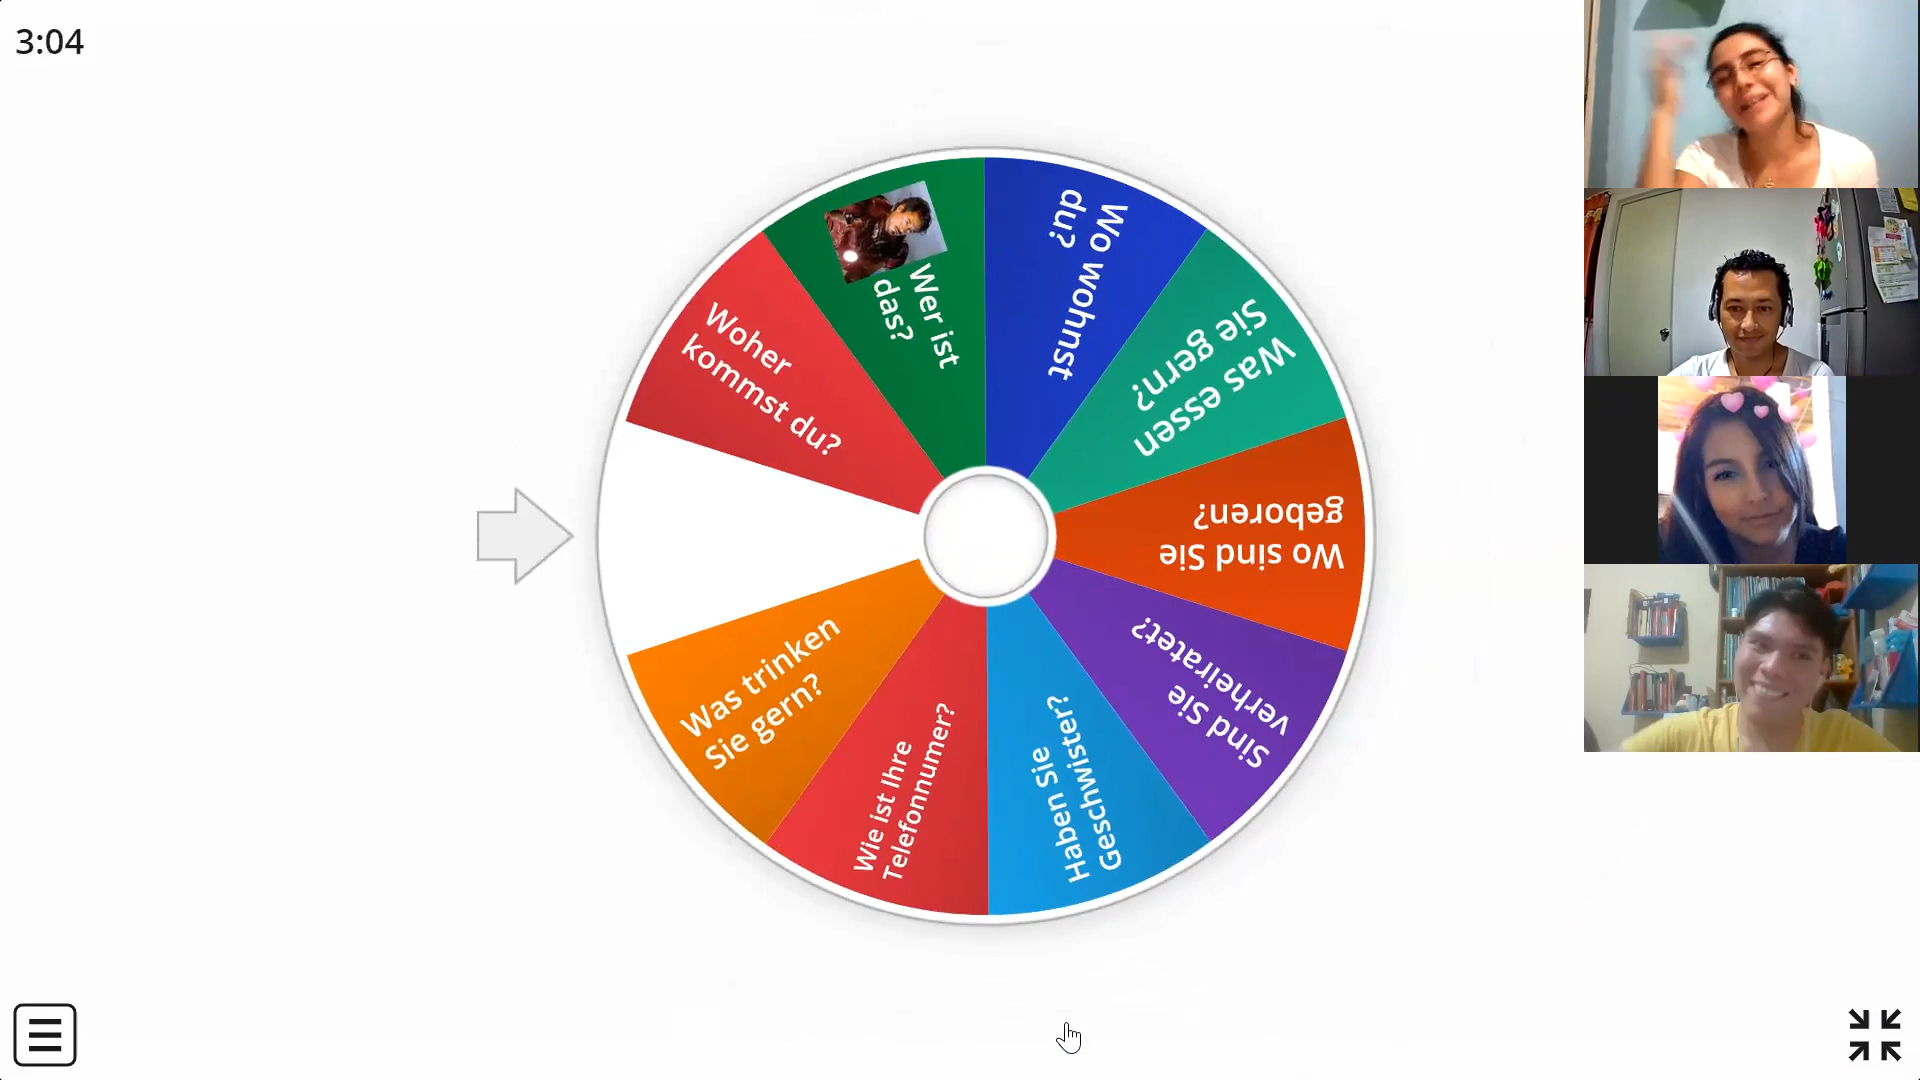 3:04
Wo wohnst
du?
Was essen
Sie gern?
Wo sind Sie
geboren?
Sind Sie
verheiratet?
Haben Sie
Geschwister?
Wie ist Ihre
Telefonnumer?
Was trinken
Sie gern?
Woher
kommst du?
Wer ist
das?